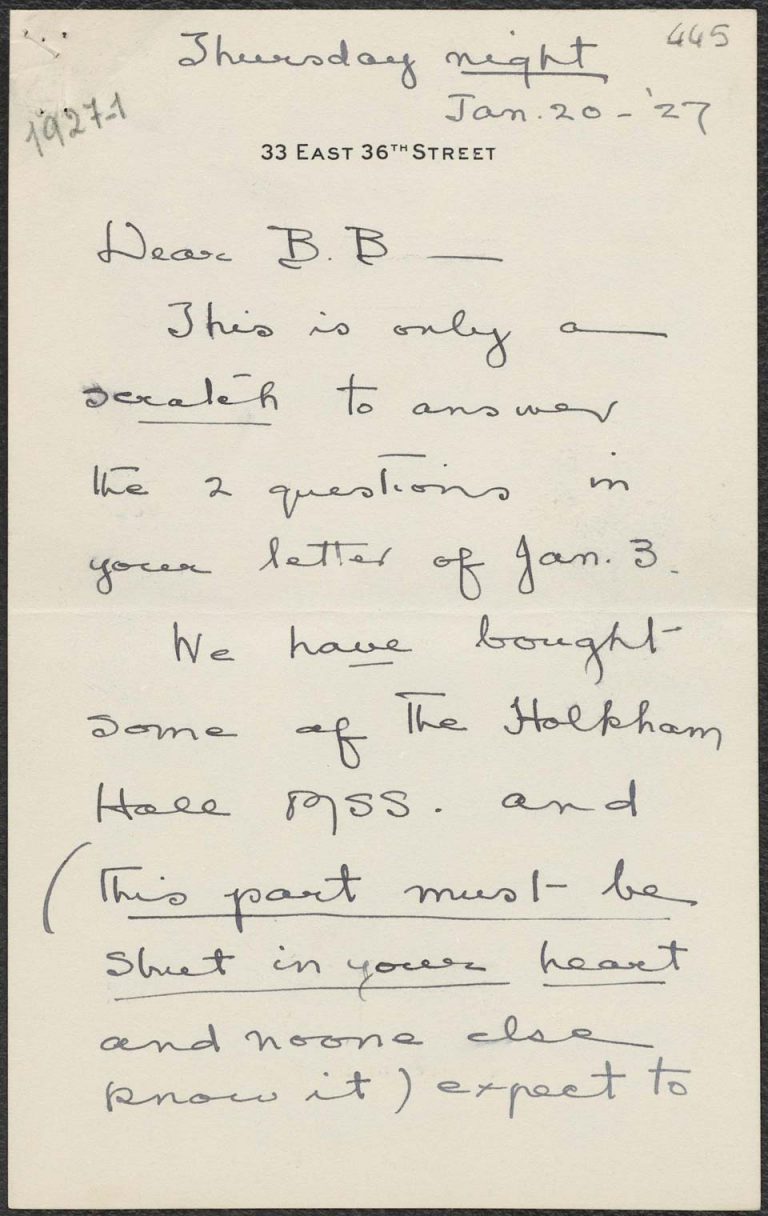 445
Thursday night
Jan. 20 - '27
1927-1
33 EAST 36TH STREET
Dear B. B —
This is only a
scratch to answer
the 2 questions in
your letter of Jan. 3.
We have bought
some of the Holkham
Hall MSS. and
(This part must be
shut in your heart
and noone else
know it) expect to